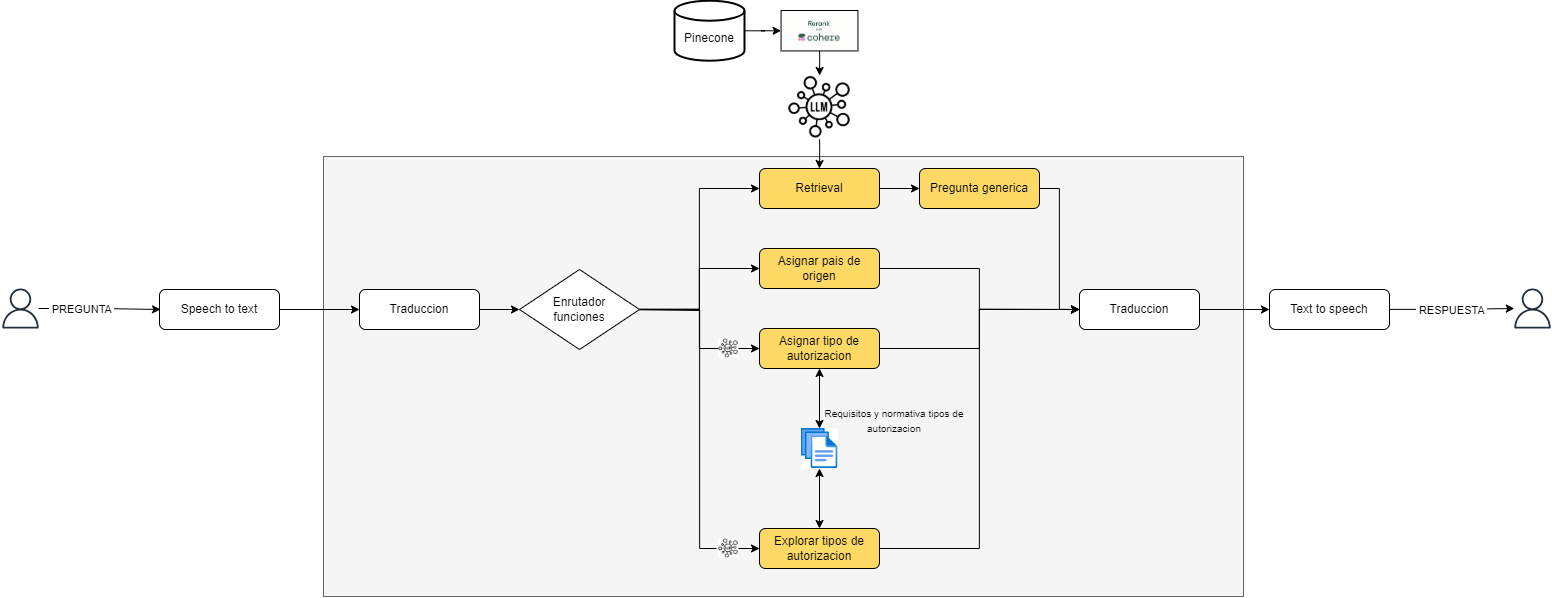 Pinecone
Rerank
cohere
LLM
Retrieval
Pregunta generica
Asignar pais de
origen
PREGUNTA
Speech to text
Traduccion
Enrutador
funciones
Traduccion
Text to speech
RESPUESTA
Asignar tipo de
autorizacion
Requisitos y normativa tipos de
autorizacion
Explorar tipos de
autorizacion